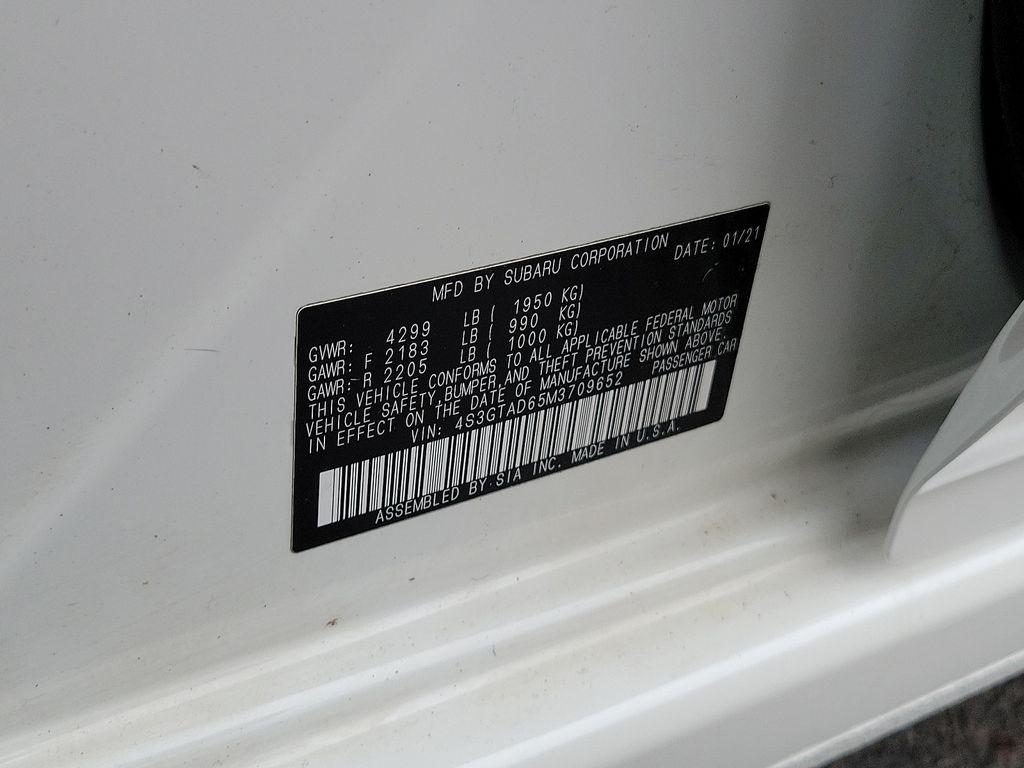 MFD BY SUBARU CORPORATION DATE: 01/21
GVWR: 4299 LB ( 1950 KG)
GAWR: F 2183 LB ( 990 KG)
GAWR: R 2205 LB ( 1000 KG)
THIS VEHICLE CONFORMS TO ALL APPLICABLE FEDERAL MOTOR
VEHICLE SAFETY, BUMPER, AND THEFT PREVENTION STANDARDS
IN EFFECT ON THE DATE OF MANUFACTURE SHOWN ABOVE.
VIN: 4S3GTAD65M3709652 PASSENGER CAR
ASSEMBLED BY SIA INC. MADE IN U.S.A.